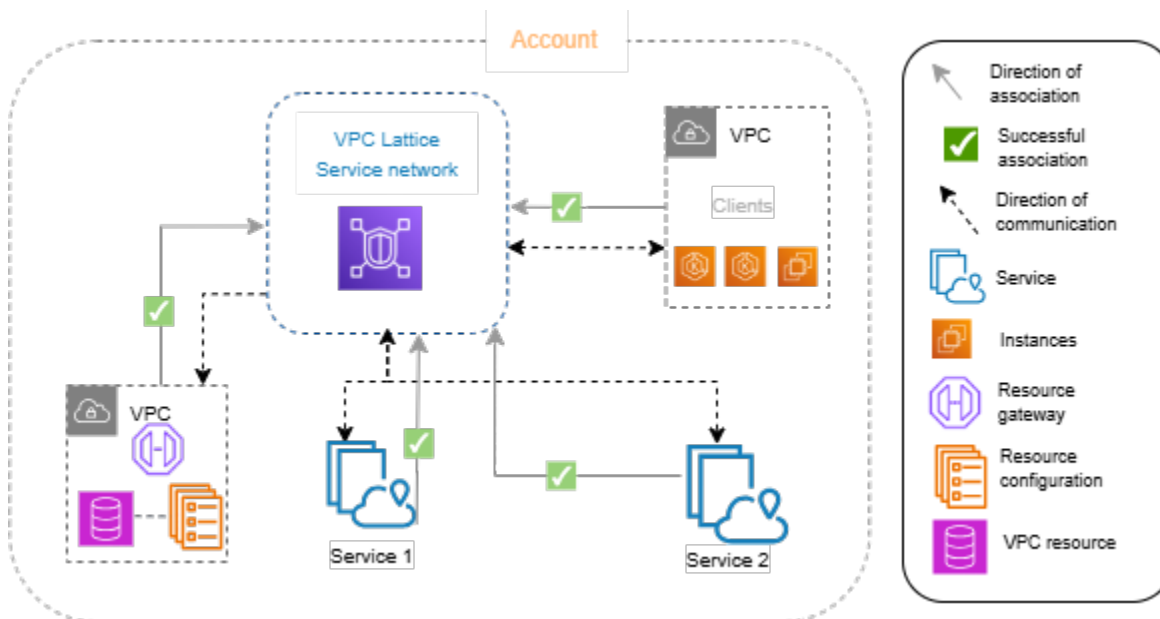 Account
VPC Lattice
Service network
VPC
Clients
VPC
Service 1
Service 2
Direction of
association
Successful
association
Direction of
communication
Service
Instances
Resource
gateway
Resource
configuration
VPC resource